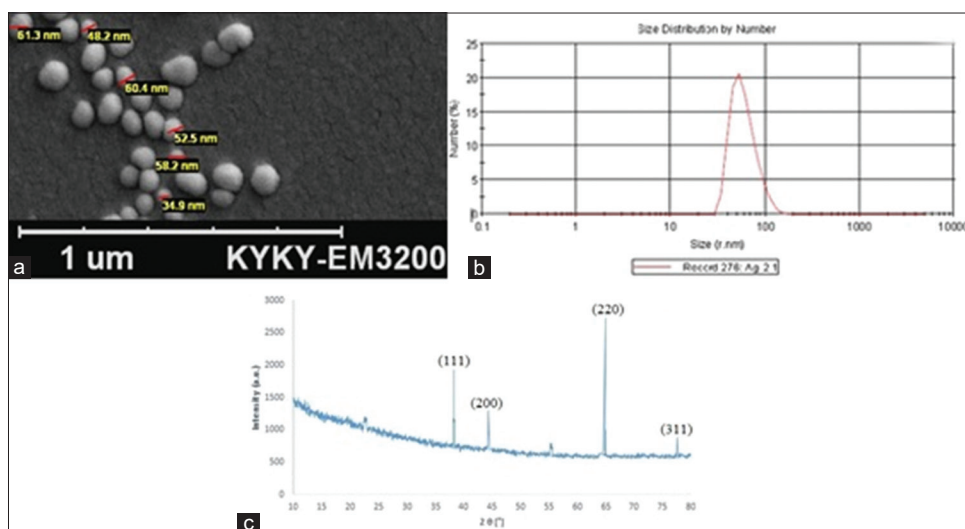 61.3 nm
48.2 nm
60.4 nm
52.5 nm
58.2 nm
34.9 nm
1 um KYKY-EM3200
a
Size Distribution by Number
Number (%)
25
20
15
10
5
0
0.1 1 10 100 1000 10000
Size (r.nm)
Record 276: Ag 2 1
b
Intensity (a.u.)
3000
2500
2000
1500
1000
500
0
(111)
(200)
(220)
(311)
10 15 20 25 30 35 40 45 50 55 60 65 70 75 80
2 θ [°]
c